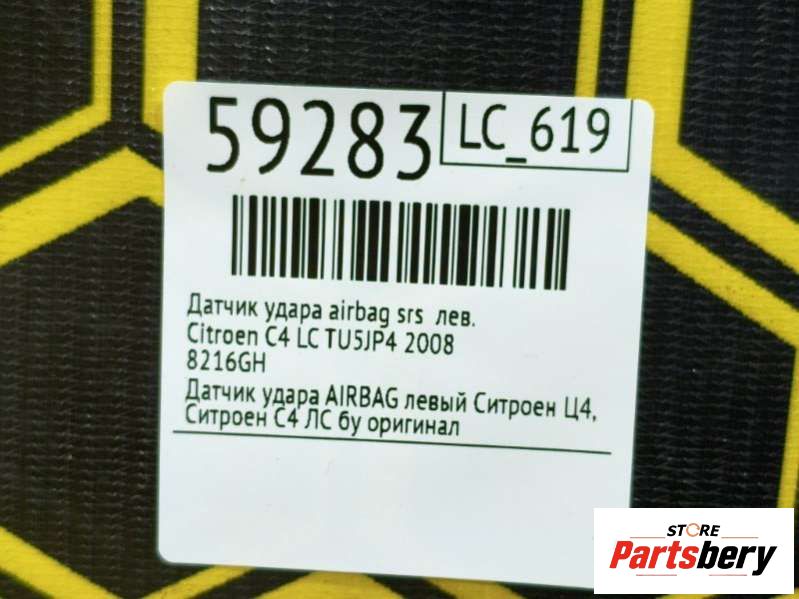 59283
LC_619
Датчик удара airbag srs лев.
Citroen C4 LC TU5JP4 2008
8216GH
Датчик удара AIRBAG левый Ситроен Ц4,
Ситроен С4 ЛС бу оригинал
STORE
Partsbery